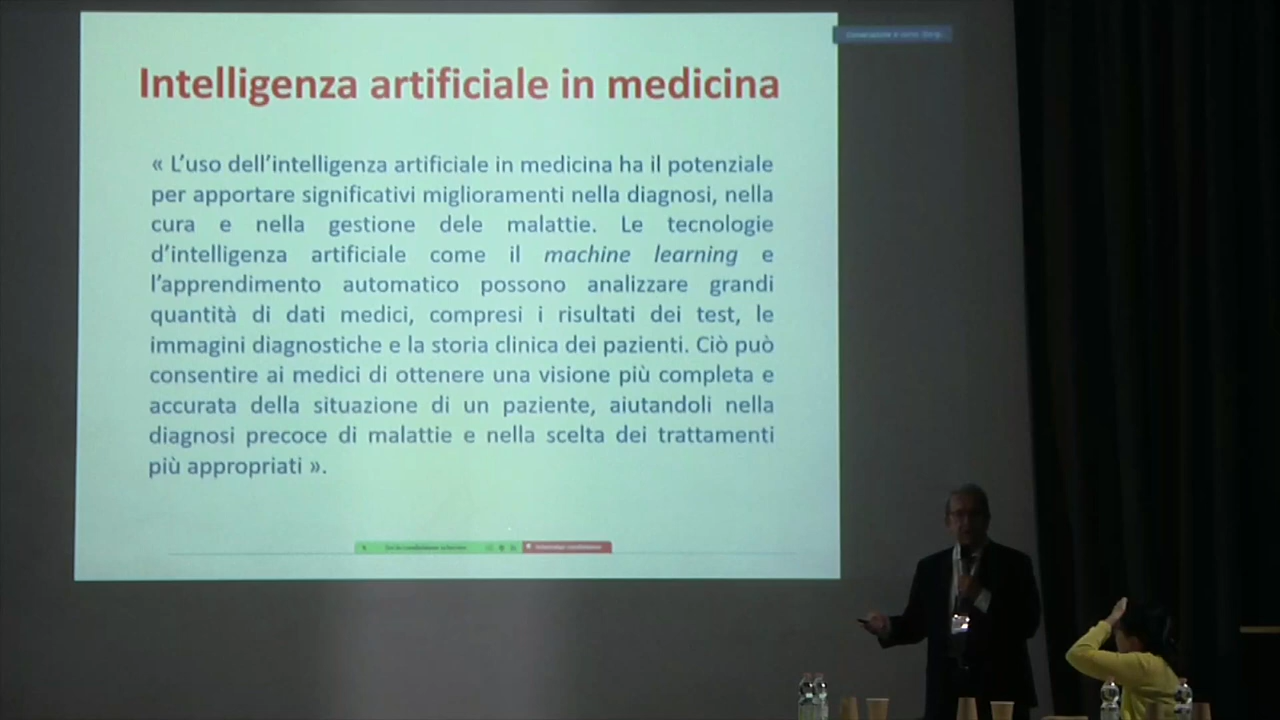 Intelligenza artificiale in medicina
« L'uso dell'intelligenza artificiale in medicina ha il potenziale
per apportare significativi miglioramenti nella diagnosi, nella
cura e nella gestione dele malattie. Le tecnologie
d'intelligenza artificiale come il machine learning e
l'apprendimento automatico possono analizzare grandi
quantità di dati medici, compresi i risultati dei test, le
immagini diagnostiche e la storia clinica dei pazienti. Ciò può
consentire ai medici di ottenere una visione più completa e
accurata della situazione di un paziente, aiutandoli nella
diagnosi precoce di malattie e nella scelta dei trattamenti
più appropriati ».